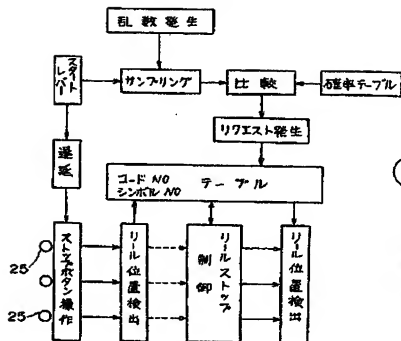 乱数発生
スタートレバー
サンプリング
比較
確率テーブル
リクエスト発生
遅延
コードNO
シンボルNO
テーブル
ストップボタン操作
リール位置検出
リールストップ
制御
リール位置検出
25
25